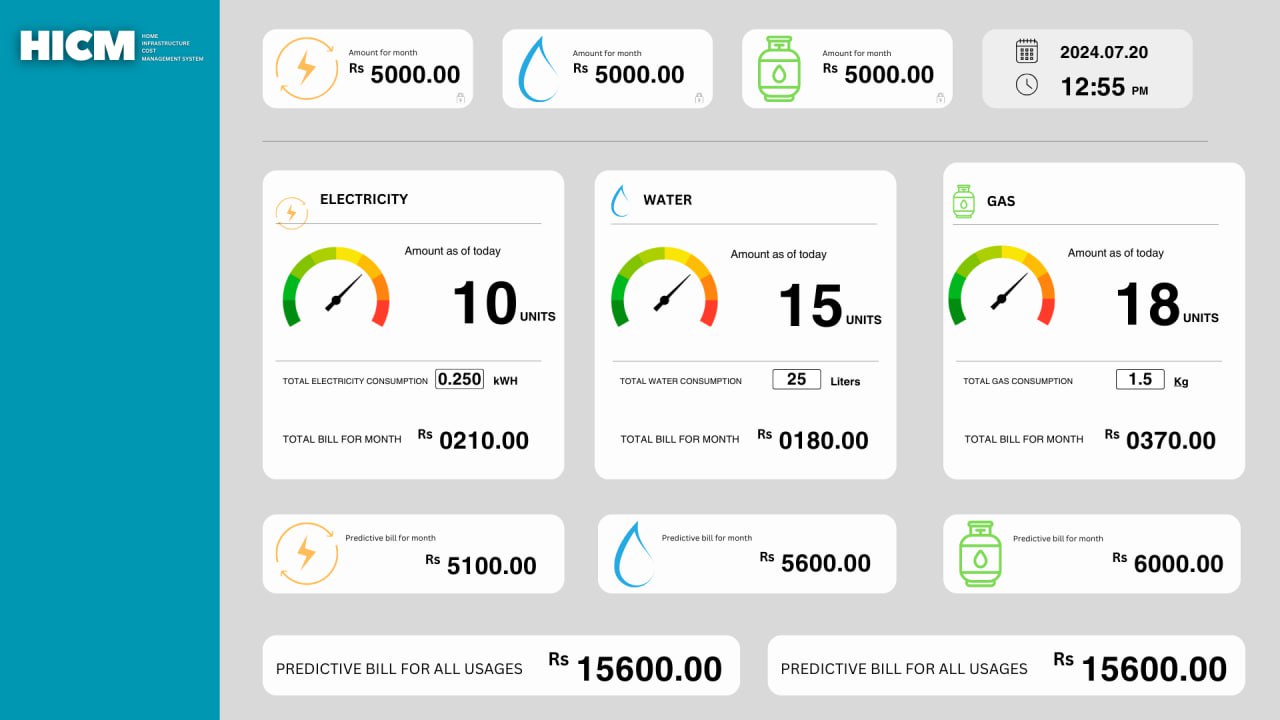 HICM
HOME
INFRASTRUCTURE
COST
MANAGEMENT SYSTEM
Amount for month
Rs 5000.00
Amount for month
Rs 5000.00
Amount for month
Rs 5000.00
2024.07.20
12:55 PM
ELECTRICITY
Amount as of today
10 UNITS
TOTAL ELECTRICITY CONSUMPTION 0.250 kWH
TOTAL BILL FOR MONTH Rs 0210.00
WATER
Amount as of today
15 UNITS
TOTAL WATER CONSUMPTION 25 Liters
TOTAL BILL FOR MONTH Rs 0180.00
GAS
Amount as of today
18 UNITS
TOTAL GAS CONSUMPTION 1.5 Kg
TOTAL BILL FOR MONTH Rs 0370.00
Predictive bill for month
Rs 5100.00
Predictive bill for month
Rs 5600.00
Predictive bill for month
Rs 6000.00
PREDICTIVE BILL FOR ALL USAGES Rs 15600.00
PREDICTIVE BILL FOR ALL USAGES Rs 15600.00